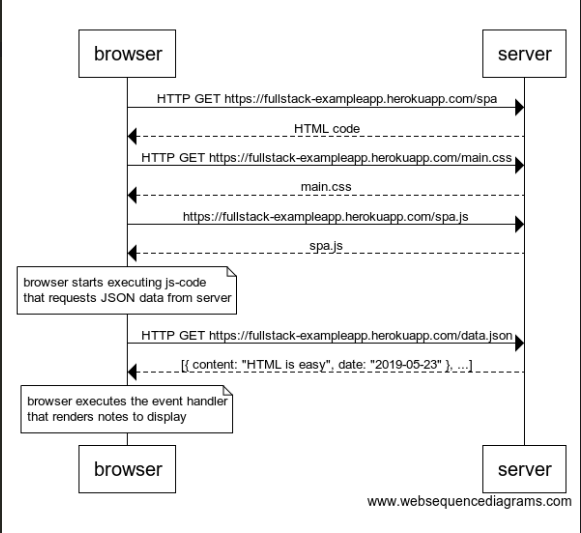 browser server
HTTP GET https://fullstack-exampleapp.herokuapp.com/spa
HTML code
HTTP GET https://fullstack-exampleapp.herokuapp.com/main.css
main.css
https://fullstack-exampleapp.herokuapp.com/spa.js
spa.js
browser starts executing js-code
that requests JSON data from server
HTTP GET https://fullstack-exampleapp.herokuapp.com/data.json
[{ content: "HTML is easy", date: "2019-05-23" }, ...]
browser executes the event handler
that renders notes to display
browser server
www.websequencediagrams.com